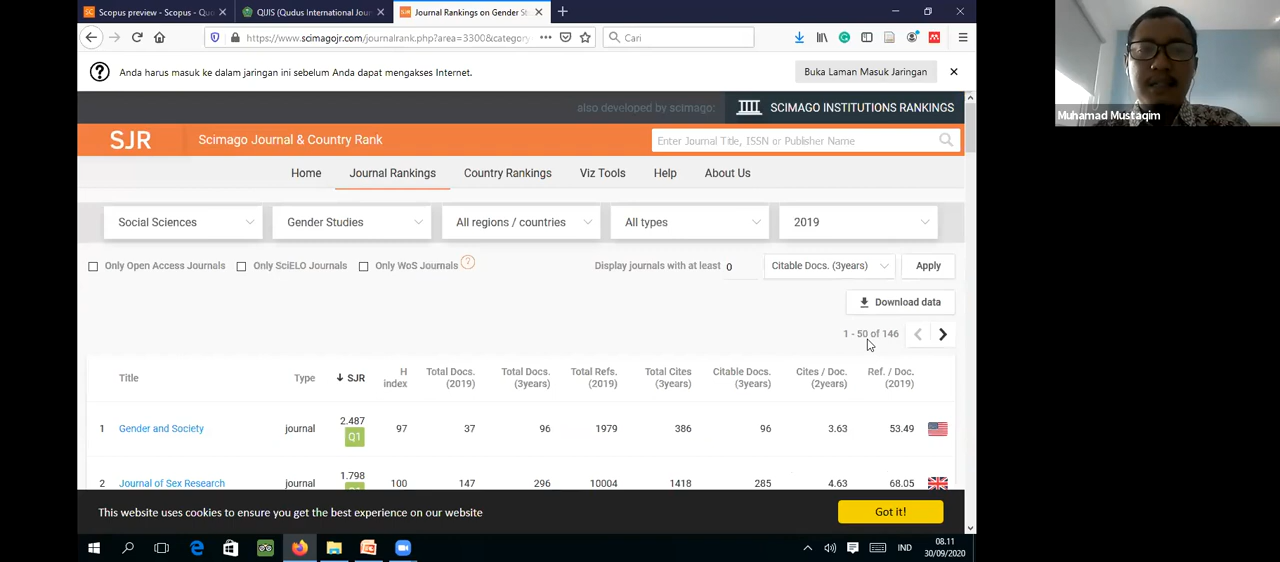 Scopus preview - Scopus - Qu
QIJIS (Qudus International Journ
Journal Rankings on Gender St
https://www.scimagojr.com/journalrank.php?area=3300&category
Cari
Anda harus masuk ke dalam jaringan ini sebelum Anda dapat mengakses Internet.
Buka Laman Masuk Jaringan
also developed by scimago:
SCIMAGO INSTITUTIONS RANKINGS
SJR
Scimago Journal & Country Rank
Enter Journal Title, ISSN or Publisher Name
Home
Journal Rankings
Country Rankings
Viz Tools
Help
About Us
Social Sciences
Gender Studies
All regions / countries
All types
2019
Only Open Access Journals
Only SciELO Journals
Only WoS Journals
?
Display journals with at least
0
Citable Docs. (3years)
Apply
Download data
1 - 50 of 146
Title
Type
SJR
H index
Total Docs. (2019)
Total Docs. (3years)
Total Refs. (2019)
Total Cites (3years)
Citable Docs. (3years)
Cites / Doc. (2years)
Ref. / Doc. (2019)
1 Gender and Society journal 2.487 Q1 97 37 96 1979 386 96 3.63 53.49
2 Journal of Sex Research journal 1.798 100 147 296 10004 1418 285 4.63 68.05
This website uses cookies to ensure you get the best experience on our website
Got it!
IND
08.11
30/09/2020
Muhamad Mustaqim